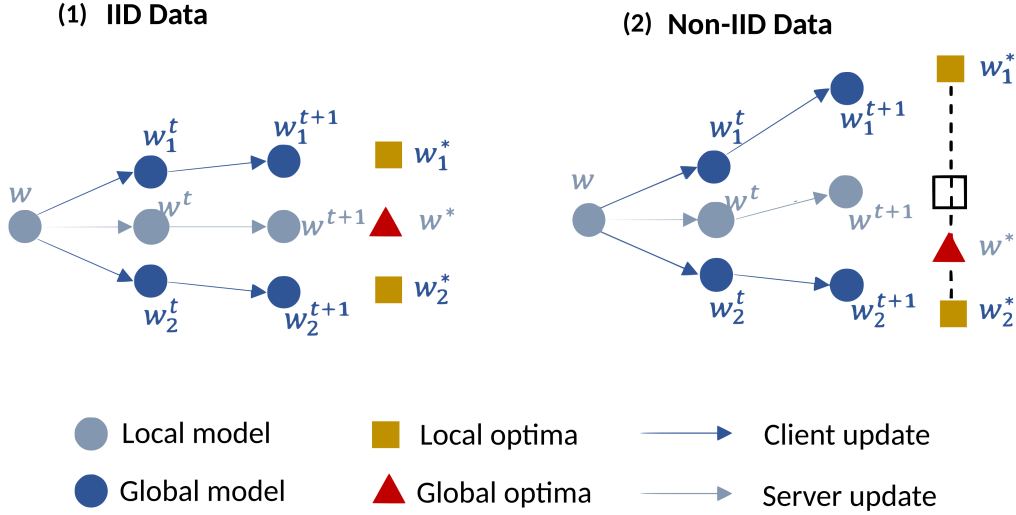 (1) IID Data
(2) Non-IID Data
w
w₁ᵗ
w₁ᵗ⁺¹
w₁*
wᵗ
wᵗ⁺¹
w*
w₂ᵗ
w₂ᵗ⁺¹
w₂*
w
w₁ᵗ
w₁ᵗ⁺¹
w₁*
wᵗ
wᵗ⁺¹
w*
w₂ᵗ
w₂ᵗ⁺¹
w₂*
Local model
Local optima
Client update
Global model
Global optima
Server update